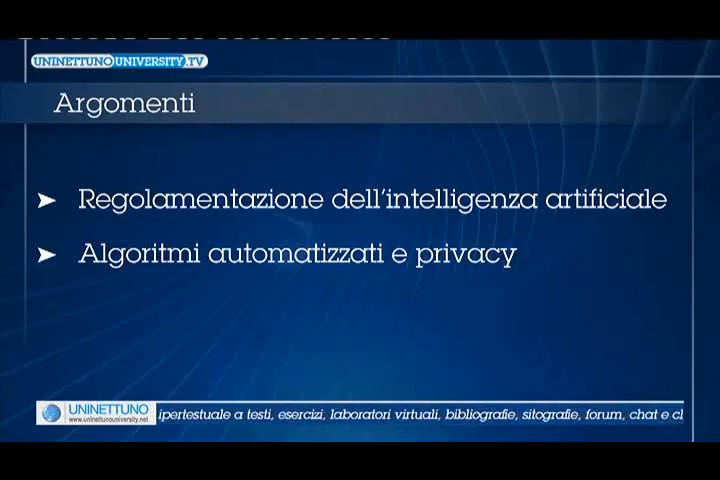 UNINETTUNOUNIVERSITY.TV
Argomenti
➤ Regolamentazione dell'intelligenza artificiale
➤ Algoritmi automatizzati e privacy
UNINETTUNO
www.uninettunouniversity.net
ipertestuale a testi, esercizi, laboratori virtuali, bibliografie, sitografie, forum, chat e cl